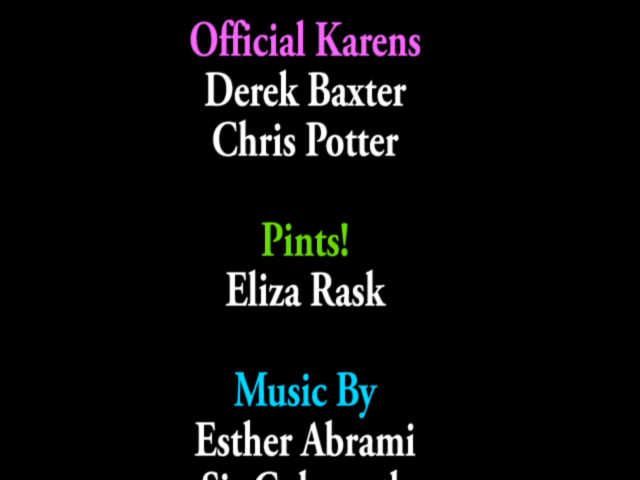 Official Karens
Derek Baxter
Chris Potter
Pints!
Eliza Rask
Music By
Esther Abrami